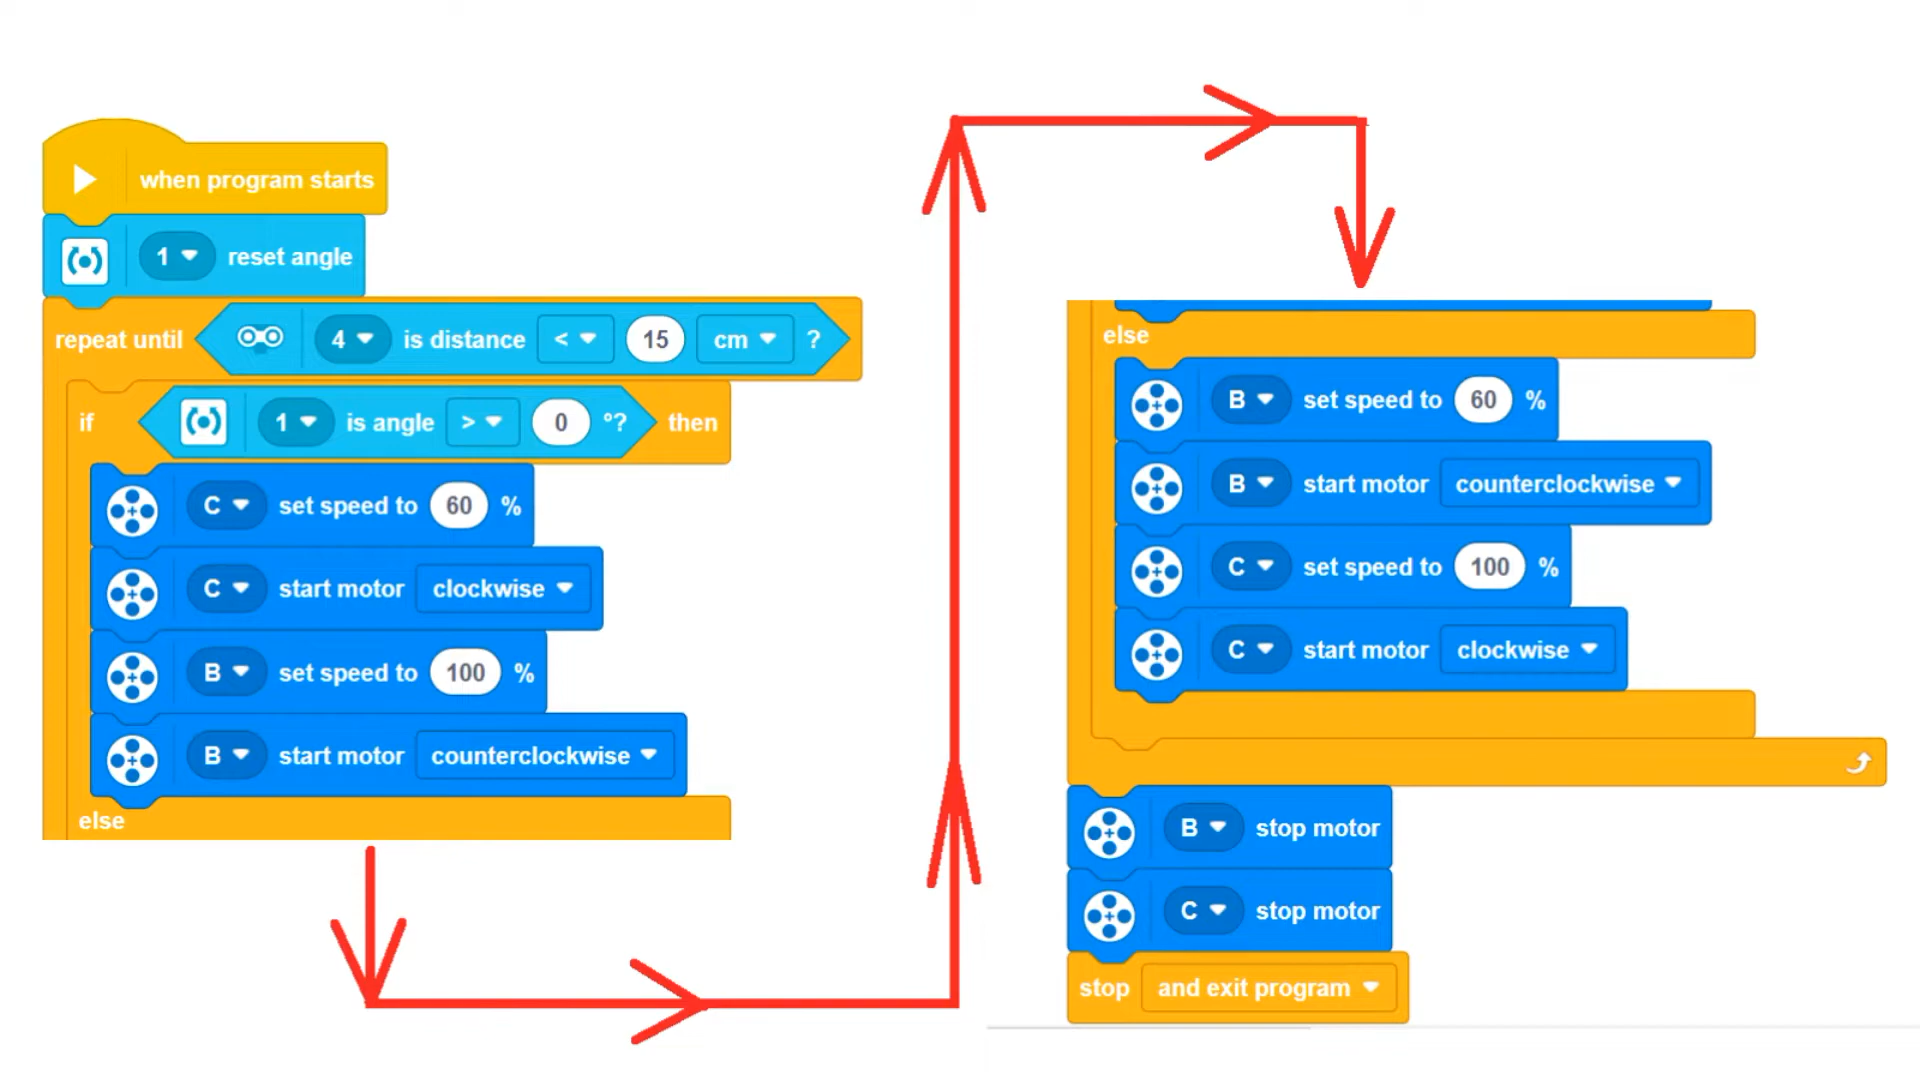 when program starts
1 reset angle
repeat until 4 is distance < 15 cm ?
if 1 is angle > 0 °? then
C set speed to 60 %
C start motor clockwise
B set speed to 100 %
B start motor counterclockwise
else
else
B set speed to 60 %
B start motor counterclockwise
C set speed to 100 %
C start motor clockwise
B stop motor
C stop motor
stop and exit program